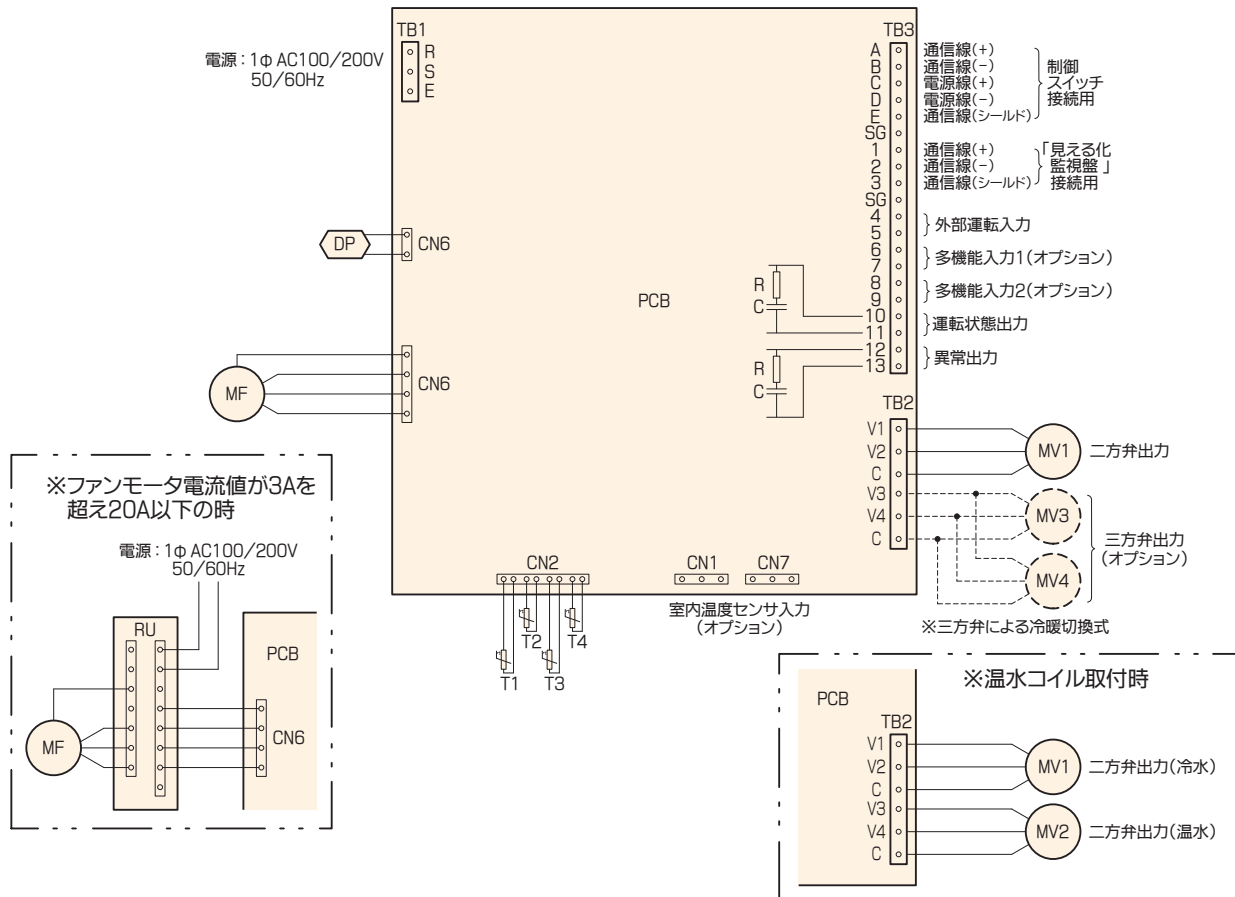 TB1
電源：1φ AC100/200V
50/60Hz
R
S
E
DP
CN6
MF
CN6
PCB
R
C
R
C
TB3
A 通信線(+)
B 通信線(−)
C 電源線(+)
D 電源線(−)
E 通信線(シールド)
制御
スイッチ
接続用
SG
1 通信線(+)
2 通信線(−)
3 通信線(シールド)
「見える化
監視盤」
接続用
SG
4
5
外部運転入力
6
7
多機能入力1(オプション)
8
9
多機能入力2(オプション)
10
11
運転状態出力
12
13
異常出力
TB2
V1
V2
C
V3
V4
C
MV1 二方弁出力
MV3
MV4
三方弁出力
(オプション)
※三方弁による冷暖切換式
CN2
T1
T2
T3
T4
CN1
CN7
室内温度センサ入力
(オプション)
※ファンモータ電流値が3Aを
超え20A以下の時
電源：1φ AC100/200V
50/60Hz
RU
PCB
MF
CN6
※温水コイル取付時
PCB
TB2
V1
V2
C
V3
V4
C
MV1 二方弁出力(冷水)
MV2 二方弁出力(温水)